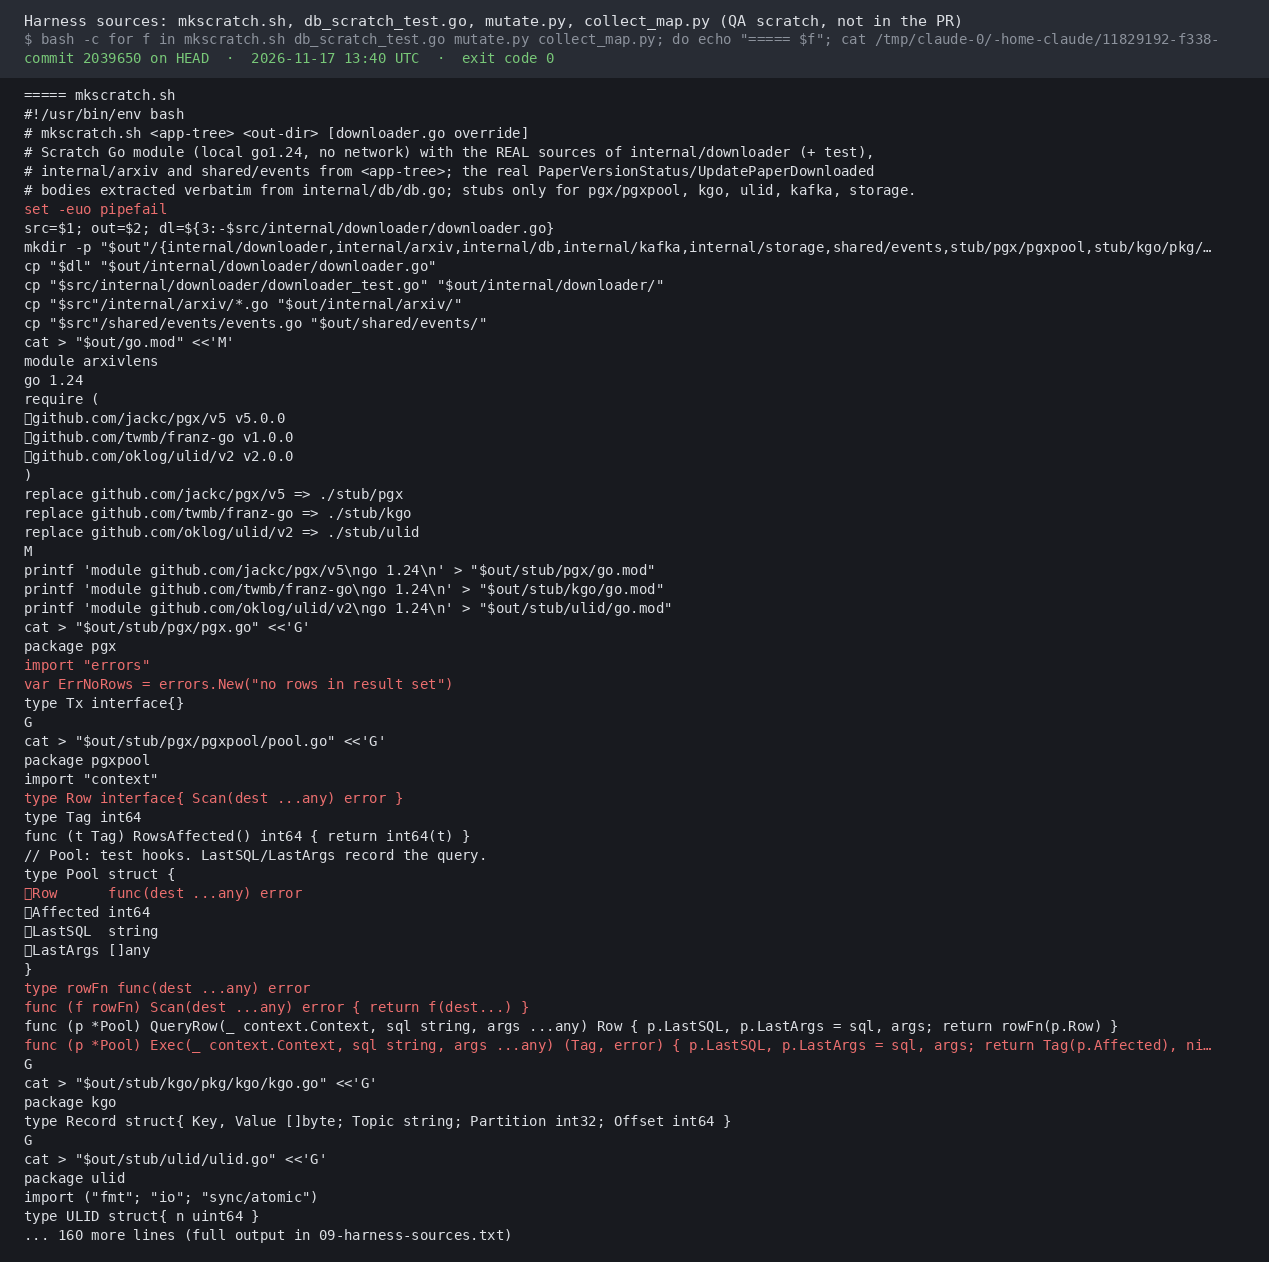 Harness sources: mkscratch.sh, db_scratch_test.go, mutate.py, collect_map.py (QA scratch, not in the PR)
$ bash -c for f in mkscratch.sh db_scratch_test.go mutate.py collect_map.py; do echo "===== $f"; cat /tmp/claude-0/-home-claude/11829192-f338-
commit 2039650 on HEAD  ·  2026-11-17 13:40 UTC  ·  exit code 0
===== mkscratch.sh
#!/usr/bin/env bash
# mkscratch.sh <app-tree> <out-dir> [downloader.go override]
# Scratch Go module (local go1.24, no network) with the REAL sources of internal/downloader (+ test),
# internal/arxiv and shared/events from <app-tree>; the real PaperVersionStatus/UpdatePaperDownloaded
# bodies extracted verbatim from internal/db/db.go; stubs only for pgx/pgxpool, kgo, ulid, kafka, storage.
set -euo pipefail
src=$1; out=$2; dl=${3:-$src/internal/downloader/downloader.go}
mkdir -p "$out"/{internal/downloader,internal/arxiv,internal/db,internal/kafka,internal/storage,shared/events,stub/pgx/pgxpool,stub/kgo/pkg/…
cp "$dl" "$out/internal/downloader/downloader.go"
cp "$src/internal/downloader/downloader_test.go" "$out/internal/downloader/"
cp "$src"/internal/arxiv/*.go "$out/internal/arxiv/"
cp "$src"/shared/events/events.go "$out/shared/events/"
cat > "$out/go.mod" <<'M'
module arxivlens
go 1.24
require (
github.com/jackc/pgx/v5 v5.0.0
github.com/twmb/franz-go v1.0.0
github.com/oklog/ulid/v2 v2.0.0
)
replace github.com/jackc/pgx/v5 => ./stub/pgx
replace github.com/twmb/franz-go => ./stub/kgo
replace github.com/oklog/ulid/v2 => ./stub/ulid
M
printf 'module github.com/jackc/pgx/v5\ngo 1.24\n' > "$out/stub/pgx/go.mod"
printf 'module github.com/twmb/franz-go\ngo 1.24\n' > "$out/stub/kgo/go.mod"
printf 'module github.com/oklog/ulid/v2\ngo 1.24\n' > "$out/stub/ulid/go.mod"
cat > "$out/stub/pgx/pgx.go" <<'G'
package pgx
import "errors"
var ErrNoRows = errors.New("no rows in result set")
type Tx interface{}
G
cat > "$out/stub/pgx/pgxpool/pool.go" <<'G'
package pgxpool
import "context"
type Row interface{ Scan(dest ...any) error }
type Tag int64
func (t Tag) RowsAffected() int64 { return int64(t) }
// Pool: test hooks. LastSQL/LastArgs record the query.
type Pool struct {
Row      func(dest ...any) error
Affected int64
LastSQL  string
LastArgs []any
}
type rowFn func(dest ...any) error
func (f rowFn) Scan(dest ...any) error { return f(dest...) }
func (p *Pool) QueryRow(_ context.Context, sql string, args ...any) Row { p.LastSQL, p.LastArgs = sql, args; return rowFn(p.Row) }
func (p *Pool) Exec(_ context.Context, sql string, args ...any) (Tag, error) { p.LastSQL, p.LastArgs = sql, args; return Tag(p.Affected), ni…
G
cat > "$out/stub/kgo/pkg/kgo/kgo.go" <<'G'
package kgo
type Record struct{ Key, Value []byte; Topic string; Partition int32; Offset int64 }
G
cat > "$out/stub/ulid/ulid.go" <<'G'
package ulid
import ("fmt"; "io"; "sync/atomic")
type ULID struct{ n uint64 }
... 160 more lines (full output in 09-harness-sources.txt)